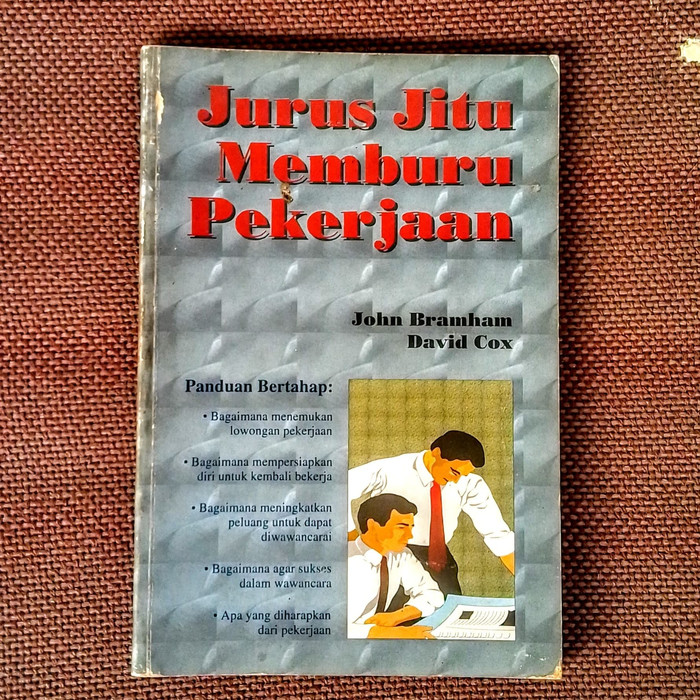 Jurus Jitu
Memburu
Pekerjaan
John Bramham
David Cox
Panduan Bertahap:
• Bagaimana menemukan
lowongan pekerjaan
• Bagaimana mempersiapkan
diri untuk kembali bekerja
• Bagaimana meningkatkan
peluang untuk dapat
diwawancarai
• Bagaimana agar sukses
dalam wawancara
• Apa yang diharapkan
dari pekerjaan